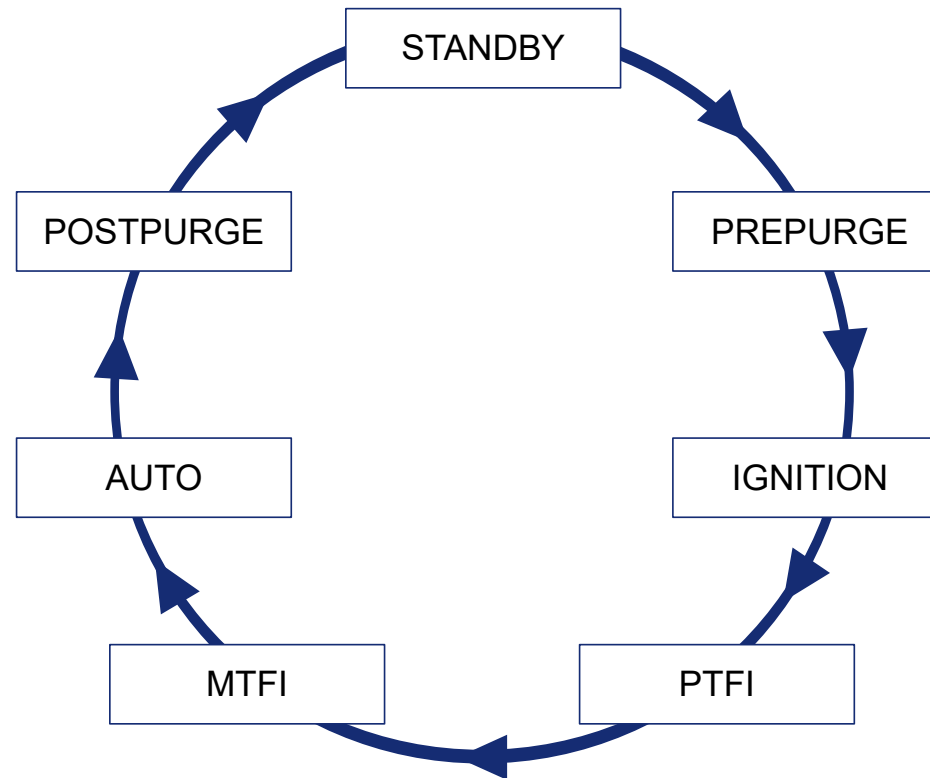 STANDBY
PREPURGE
IGNITION
PTFI
MTFI
AUTO
POSTPURGE